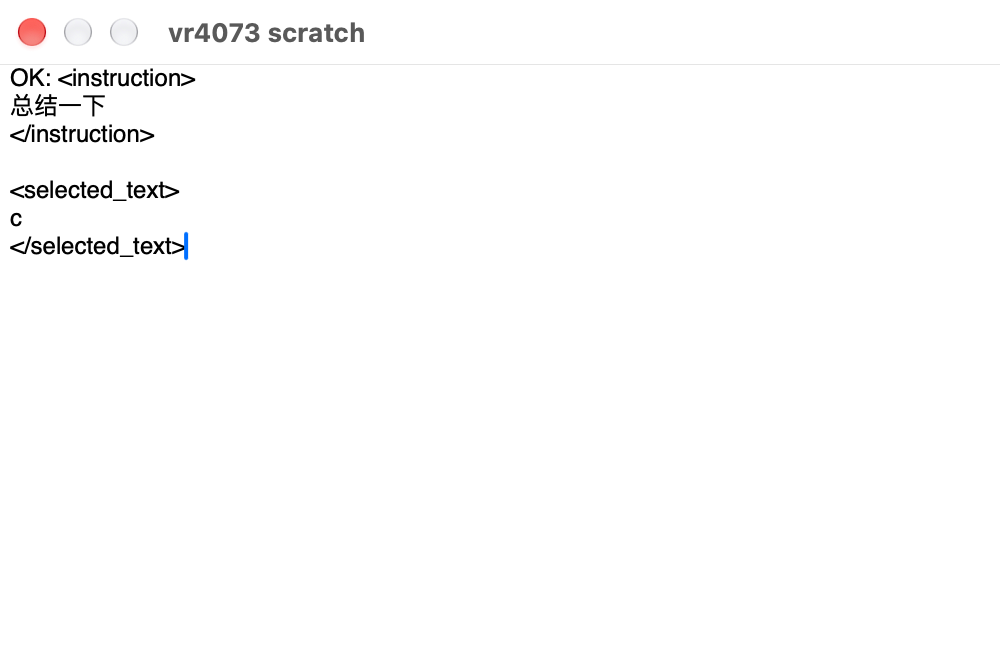 vr4073 scratch
OK: <instruction>
总结一下
</instruction>

<selected_text>
c
</selected_text>